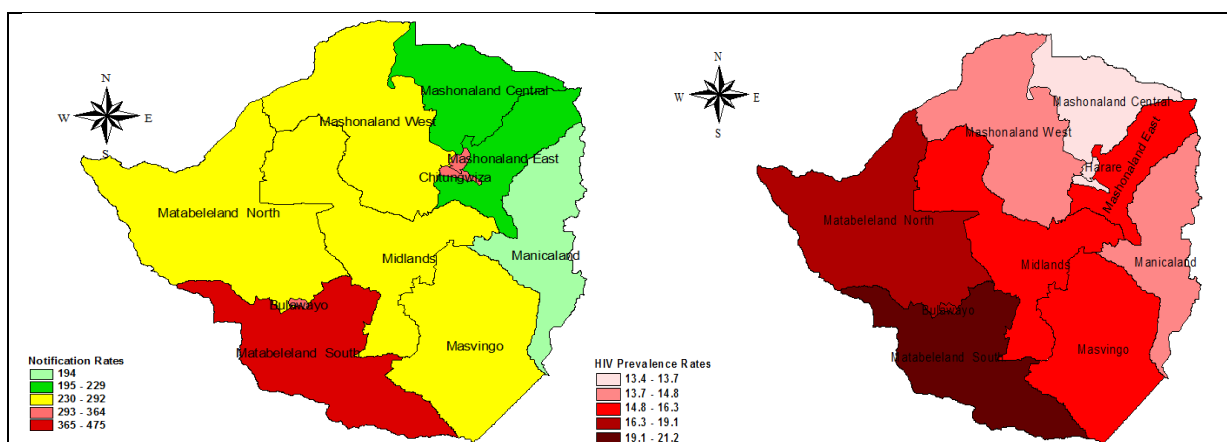 N
W E
S
Mashonaland Central
Mashonaland West
Mashonaland East
Chitungwiza
Matabeleland North
Midlands
Manicaland
Bulawayo
Matabeleland South
Masvingo
Notification Rates
194
195 - 229
230 - 292
293 - 364
365 - 475
N
W E
S
Mashonaland Central
Mashonaland West
Harare
Mashonaland East
Matabeleland North
Midlands
Manicaland
Bulawayo
Matabeleland South
Masvingo
HIV Prevalence Rates
13.4 - 13.7
13.7 - 14.8
14.8 - 16.3
16.3 - 19.1
19.1 - 21.2